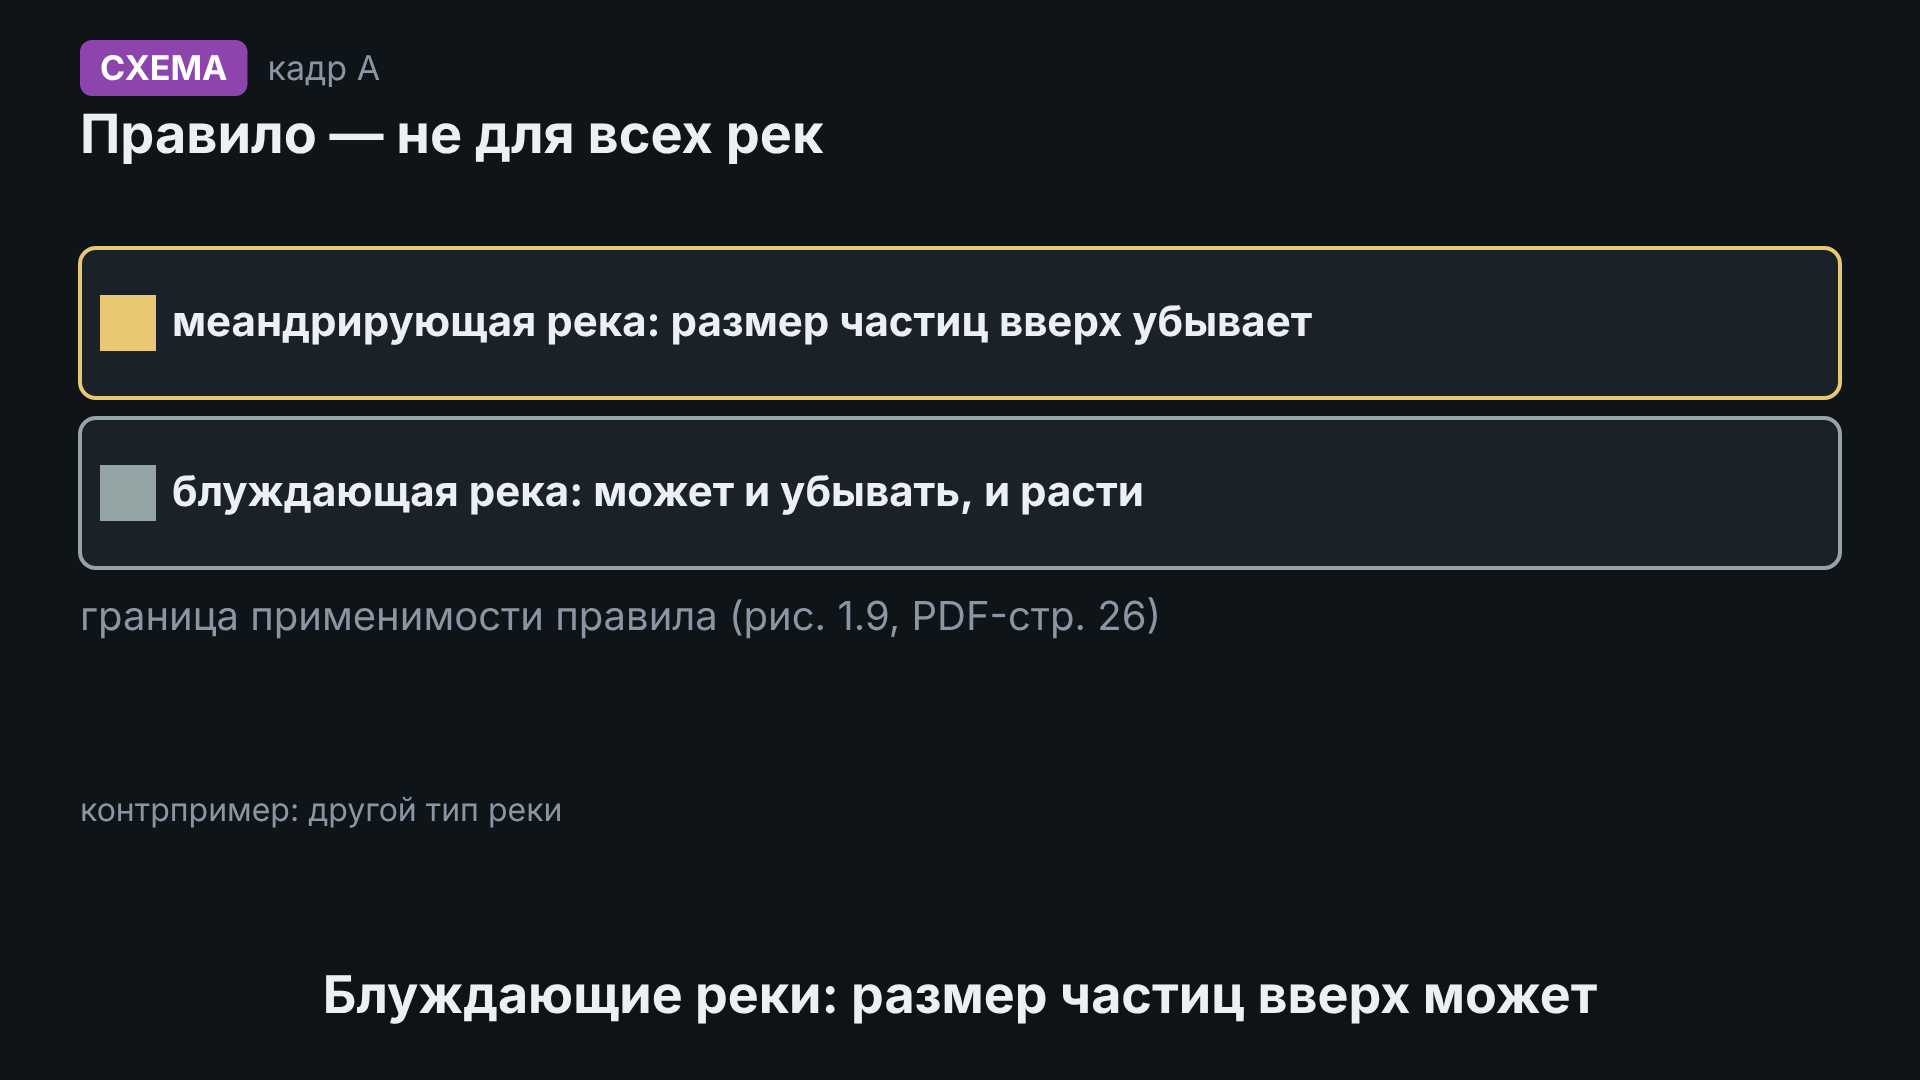 СХЕМА кадр А
Правило — не для всех рек
меандрирующая река: размер частиц вверх убывает
блуждающая река: может и убывать, и расти
граница применимости правила (рис. 1.9, PDF-стр. 26)
контрпример: другой тип реки
Блуждающие реки: размер частиц вверх может